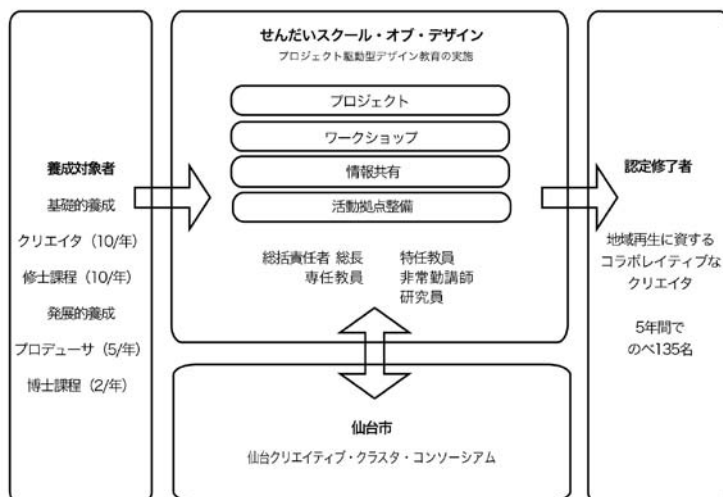 養成対象者
基礎的養成
クリエイタ（10/年）
修士課程（10/年）
発展的養成
プロデューサ（5/年）
博士課程（2/年）
せんだいスクール・オブ・デザイン
プロジェクト駆動型デザイン教育の実施
プロジェクト
ワークショップ
情報共有
活動拠点整備
総括責任者 総長
専任教員
特任教員
非常勤講師
研究員
仙台市
仙台クリエイティブ・クラスタ・コンソーシアム
認定修了者
地域再生に資する
コラボレイティブな
クリエイタ
5年間で
のべ135名